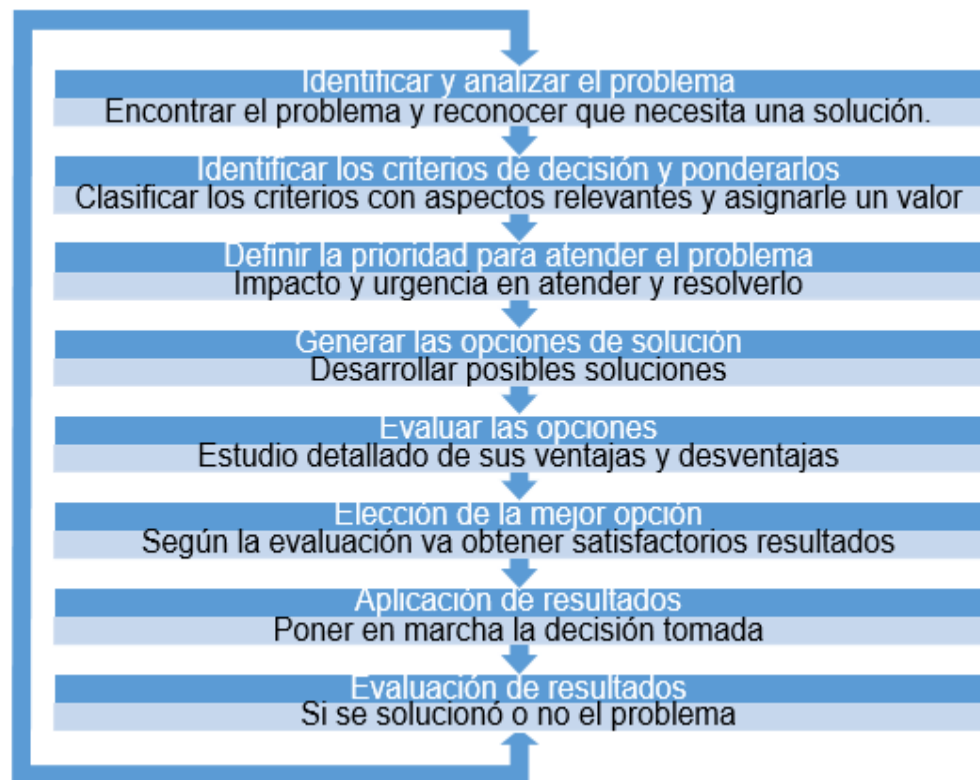 Identificar y analizar el problema
Encontrar el problema y reconocer que necesita una solución.
Identificar los criterios de decisión y ponderarlos
Clasificar los criterios con aspectos relevantes y asignarle un valor
Definir la prioridad para atender el problema
Impacto y urgencia en atender y resolverlo
Generar las opciones de solución
Desarrollar posibles soluciones
Evaluar las opciones
Estudio detallado de sus ventajas y desventajas
Elección de la mejor opción
Según la evaluación va obtener satisfactorios resultados
Aplicación de resultados
Poner en marcha la decisión tomada
Evaluación de resultados
Si se solucionó o no el problema